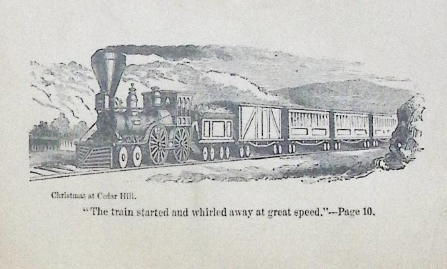 Christmas at Cedar Hill.
"The train started and whirled away at great speed."—Page 10.